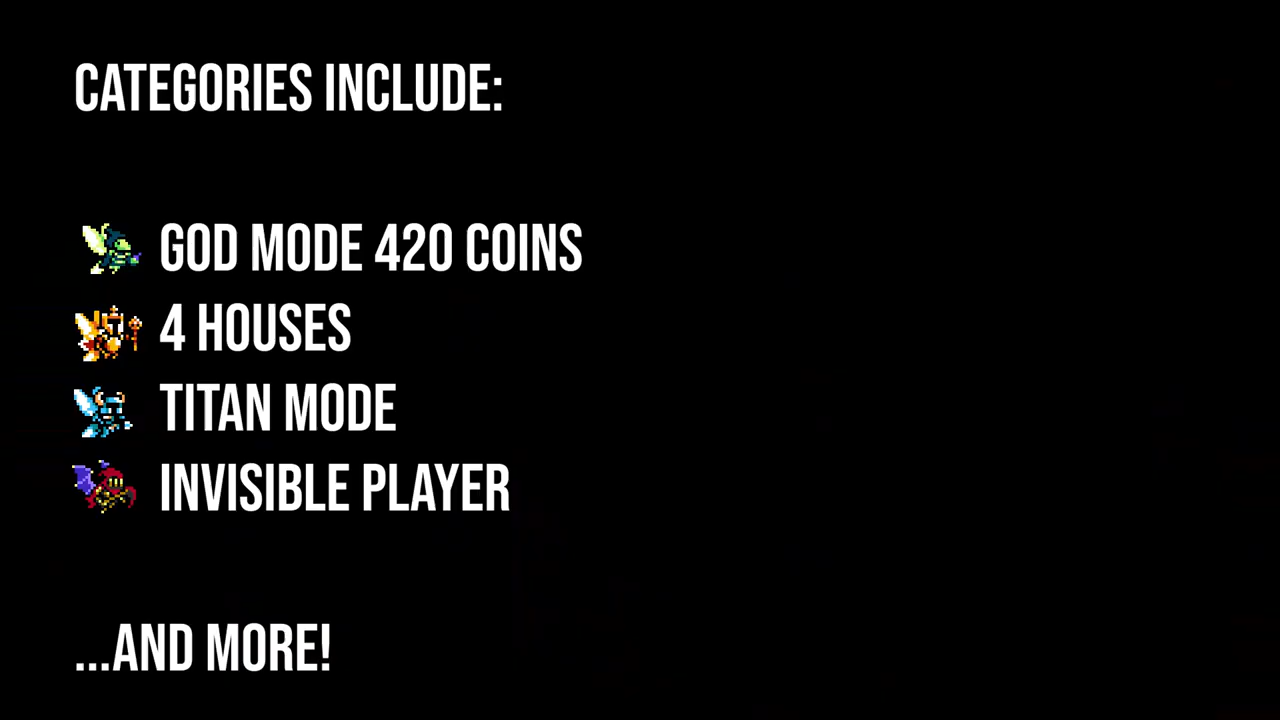 CATEGORIES INCLUDE:
GOD MODE 420 COINS
4 HOUSES
TITAN MODE
INVISIBLE PLAYER
...AND MORE!